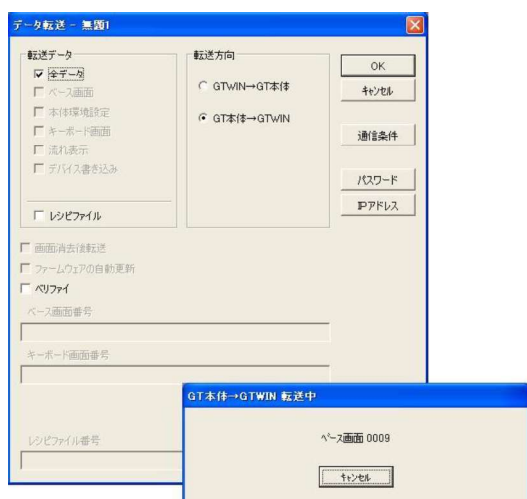 データ転送 - 無題1
転送データ
全データ
ベース画面
本体環境設定
キーボード画面
流れ表示
デバイス書き込み
レシピファイル
転送方向
GTWIN→GT本体
GT本体→GTWIN
OK
キャンセル
通信条件
パスワード
IPアドレス
画面消去後転送
ファームウェアの自動更新
ベリファイ
ベース画面番号
キーボード画面番号
レシピファイル番号
GT本体→GTWIN 転送中
ベース画面 0009
キャンセル